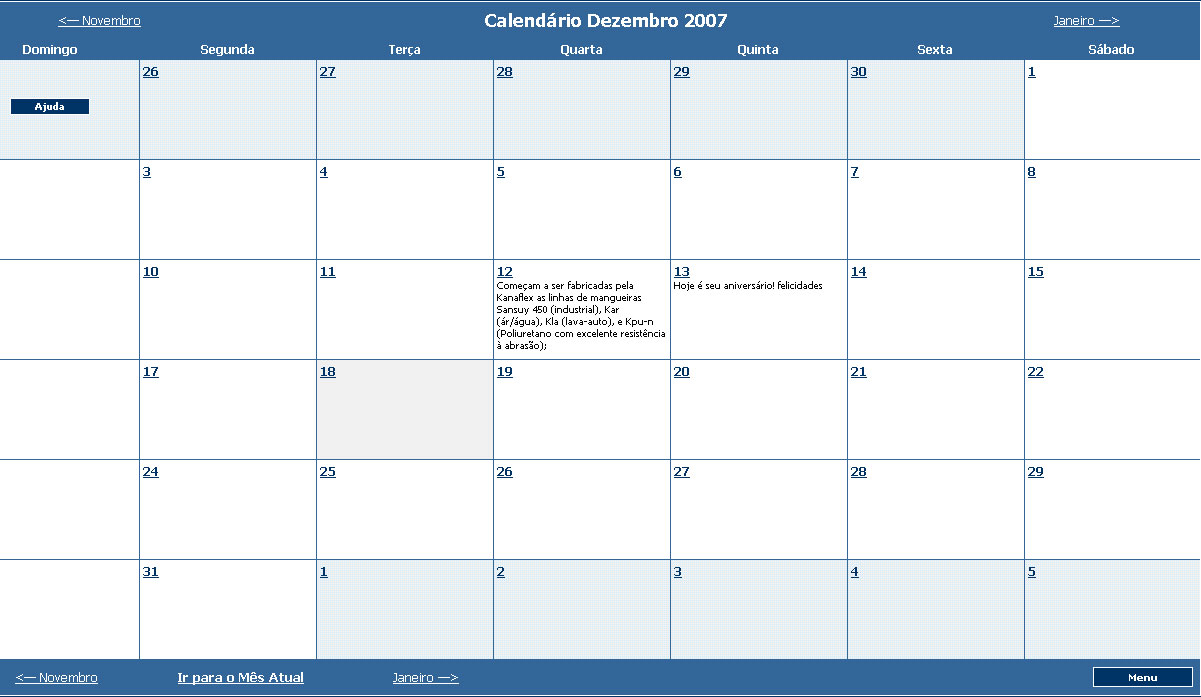 <— Novembro
Calendário Dezembro 2007
Janeiro —>
Domingo Segunda Terça Quarta Quinta Sexta Sábado
26 27 28 29 30 1
Ajuda
3 4 5 6 7 8
10 11 12 13 14 15
Começam a ser fabricadas pela
Kanaflex as linhas de mangueiras
Sansuy 450 (industrial), Kar
(ár/água), Kla (lava-auto), e Kpu-n
(Poliuretano com excelente resistência
à abrasão);
Hoje é seu aniversário! felicidades
17 18 19 20 21 22
24 25 26 27 28 29
31 1 2 3 4 5
<— Novembro
Ir para o Mês Atual
Janeiro —>
Menu